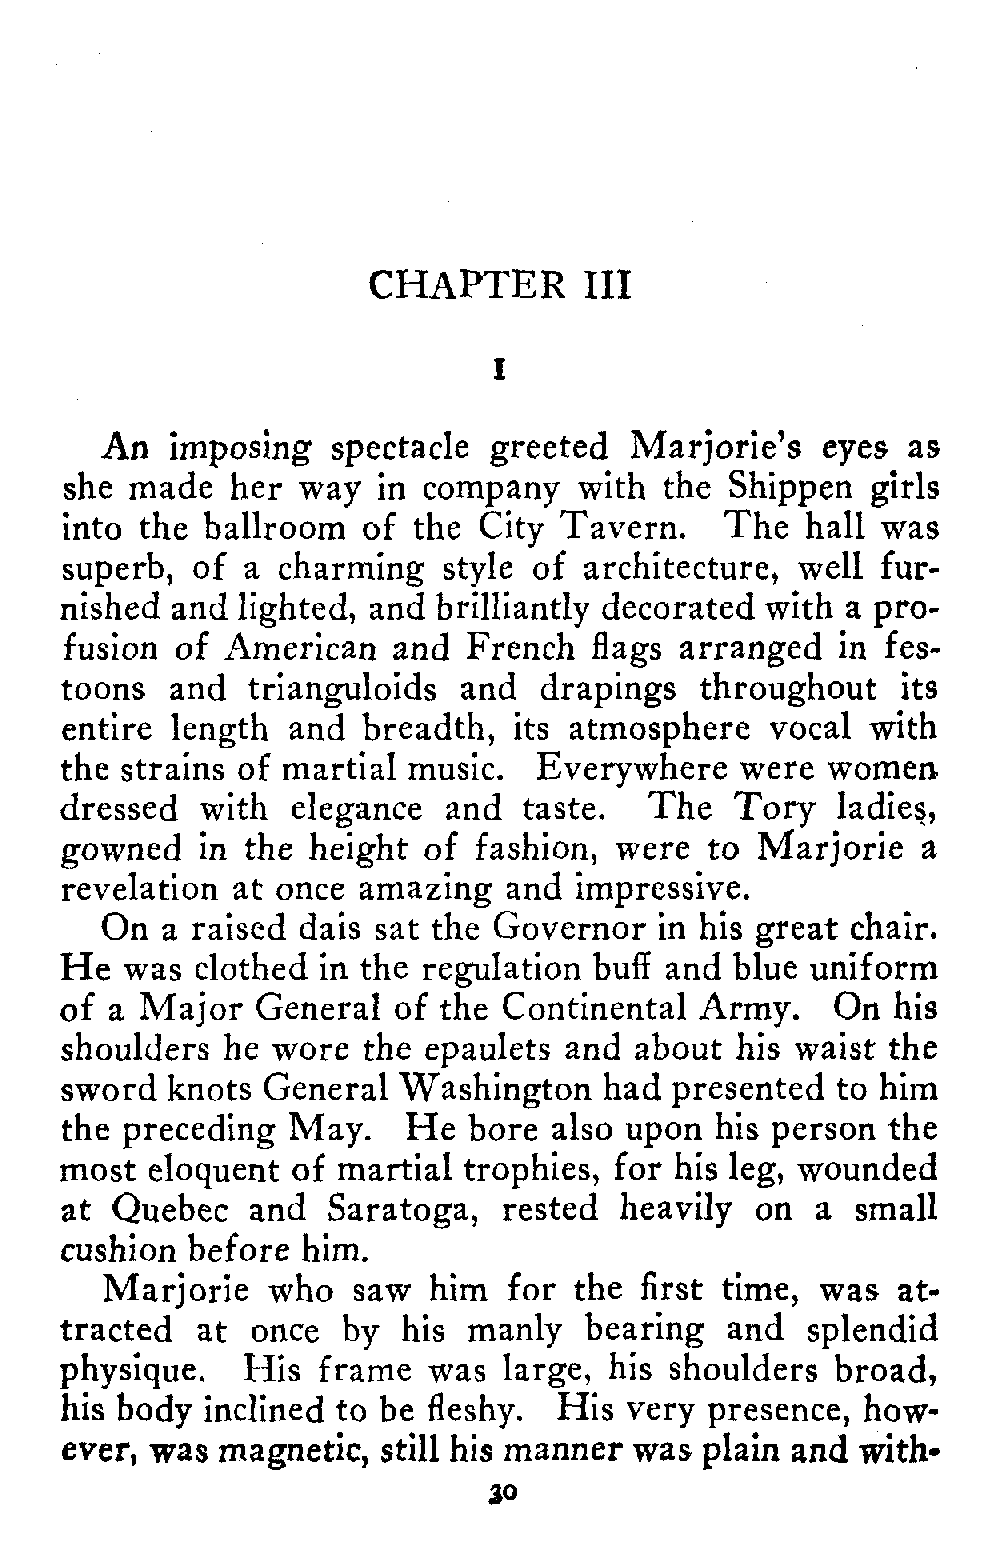 CHAPTER III
I
An imposing spectacle greeted Marjorie's eyes as
she made her way in company with the Shippen girls
into the ballroom of the City Tavern. The hall was
superb, of a charming style of architecture, well fur-
nished and lighted, and brilliantly decorated with a pro-
fusion of American and French flags arranged in fes-
toons and trianguloids and drapings throughout its
entire length and breadth, its atmosphere vocal with
the strains of martial music. Everywhere were women
dressed with elegance and taste. The Tory ladies,
gowned in the height of fashion, were to Marjorie a
revelation at once amazing and impressive.
On a raised dais sat the Governor in his great chair.
He was clothed in the regulation buff and blue uniform
of a Major General of the Continental Army. On his
shoulders he wore the epaulets and about his waist the
sword knots General Washington had presented to him
the preceding May. He bore also upon his person the
most eloquent of martial trophies, for his leg, wounded
at Quebec and Saratoga, rested heavily on a small
cushion before him.
Marjorie who saw him for the first time, was at-
tracted at once by his manly bearing and splendid
physique. His frame was large, his shoulders broad,
his body inclined to be fleshy. His very presence, how-
ever, was magnetic, still his manner was plain and with-
30